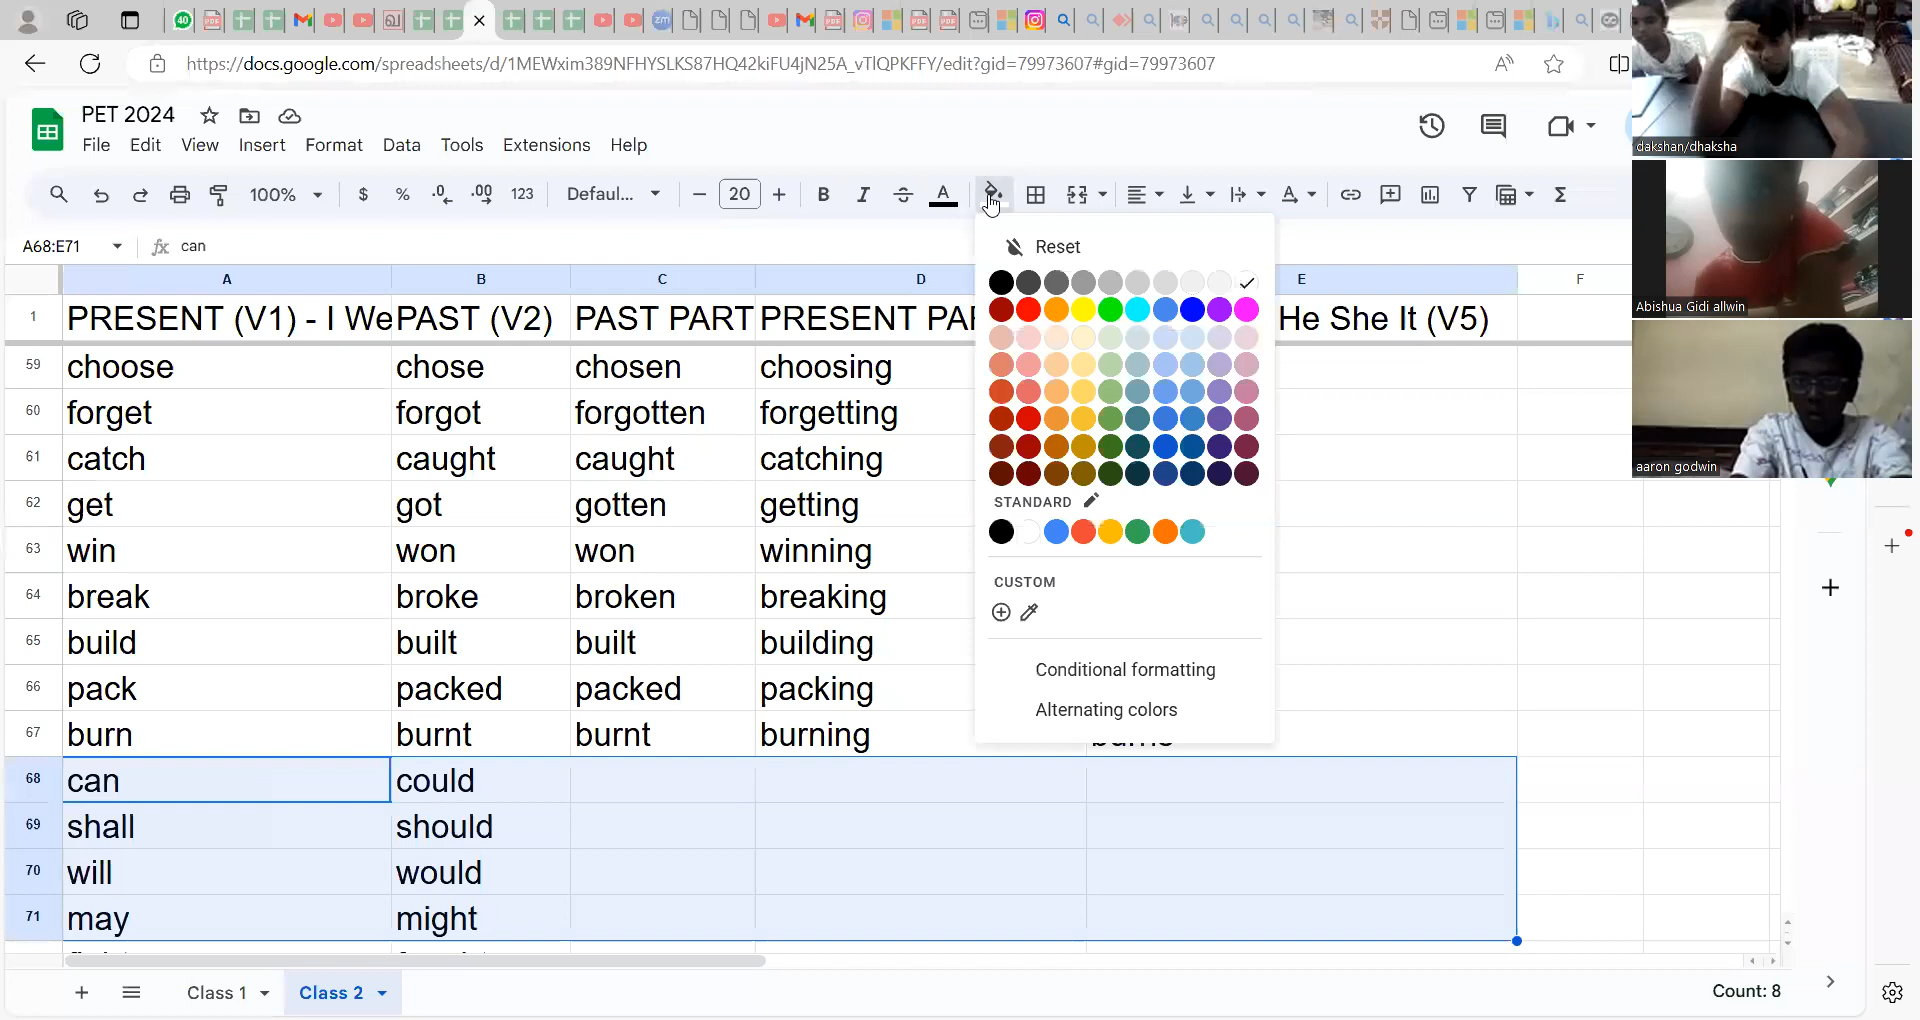 40
https://docs.google.com/spreadsheets/d/1MEWxim389NFHYSLKS87HQ42kiFU4jN25A_vTlQPKFFY/edit?gid=79973607#gid=79973607
PET 2024
File Edit View Insert Format Data Tools Extensions Help
100% $ % .0 .00 123 Defaul... 20 B I A
A68:E71 fx can
Reset
A B C D E F
1 PRESENT (V1) - I We PAST (V2) PAST PART PRESENT PAR He She It (V5)
59 choose chose chosen choosing
60 forget forgot forgotten forgetting
61 catch caught caught catching
62 get got gotten getting
63 win won won winning
64 break broke broken breaking
65 build built built building
66 pack packed packed packing
67 burn burnt burnt burning
68 can could
69 shall should
70 will would
71 may might
STANDARD
CUSTOM
Conditional formatting
Alternating colors
Class 1 Class 2 Count: 8
dakshan/dhaksha
Abishua Gidi allwin
aaron godwin